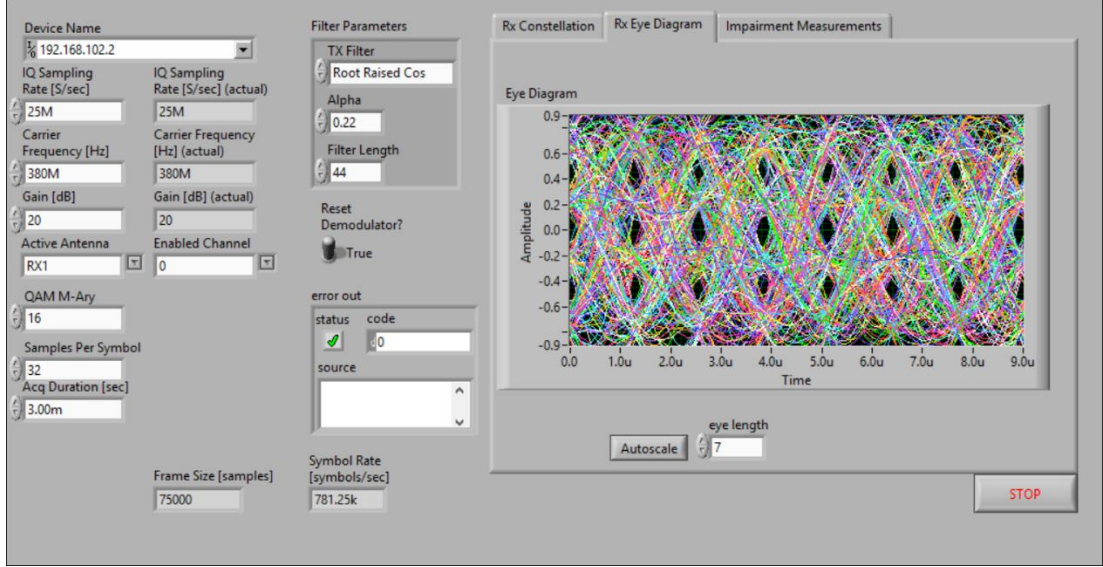 Device Name
192.168.102.2
IQ Sampling
Rate [S/sec]
25M
IQ Sampling
Rate [S/sec] (actual)
25M
Carrier
Frequency [Hz]
380M
Carrier Frequency
[Hz] (actual)
380M
Gain [dB]
20
Gain [dB] (actual)
20
Active Antenna
RX1
Enabled Channel
0
QAM M-Ary
16
Samples Per Symbol
32
Acq Duration [sec]
3.00m
Frame Size [samples]
75000
Filter Parameters
TX Filter
Root Raised Cos
Alpha
0.22
Filter Length
44
Reset
Demodulator?
True
error out
status
code
0
source
Symbol Rate
[symbols/sec]
781.25k
Rx Constellation
Rx Eye Diagram
Impairment Measurements
Eye Diagram
Amplitude
0.9
0.6
0.4
0.2
0.0
-0.2
-0.4
-0.6
-0.9
0.0 1.0u 2.0u 3.0u 4.0u 5.0u 6.0u 7.0u 8.0u 9.0u
Time
Autoscale
eye length
7
STOP